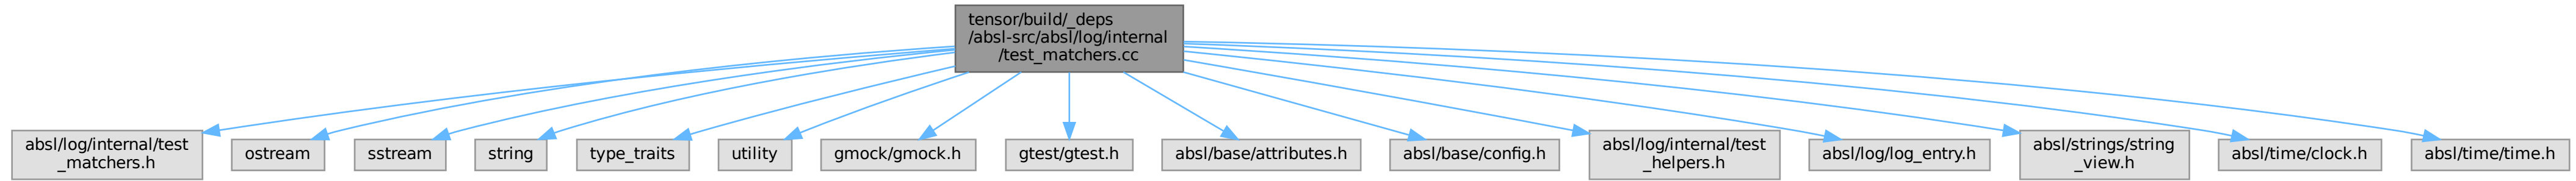 tensor/build/_deps
/absl-src/absl/log/internal
/test_matchers.cc
absl/log/internal/test
_matchers.h
ostream
sstream
string
type_traits
utility
gmock/gmock.h
gtest/gtest.h
absl/base/attributes.h
absl/base/config.h
absl/log/internal/test
_helpers.h
absl/log/log_entry.h
absl/strings/string
_view.h
absl/time/clock.h
absl/time/time.h